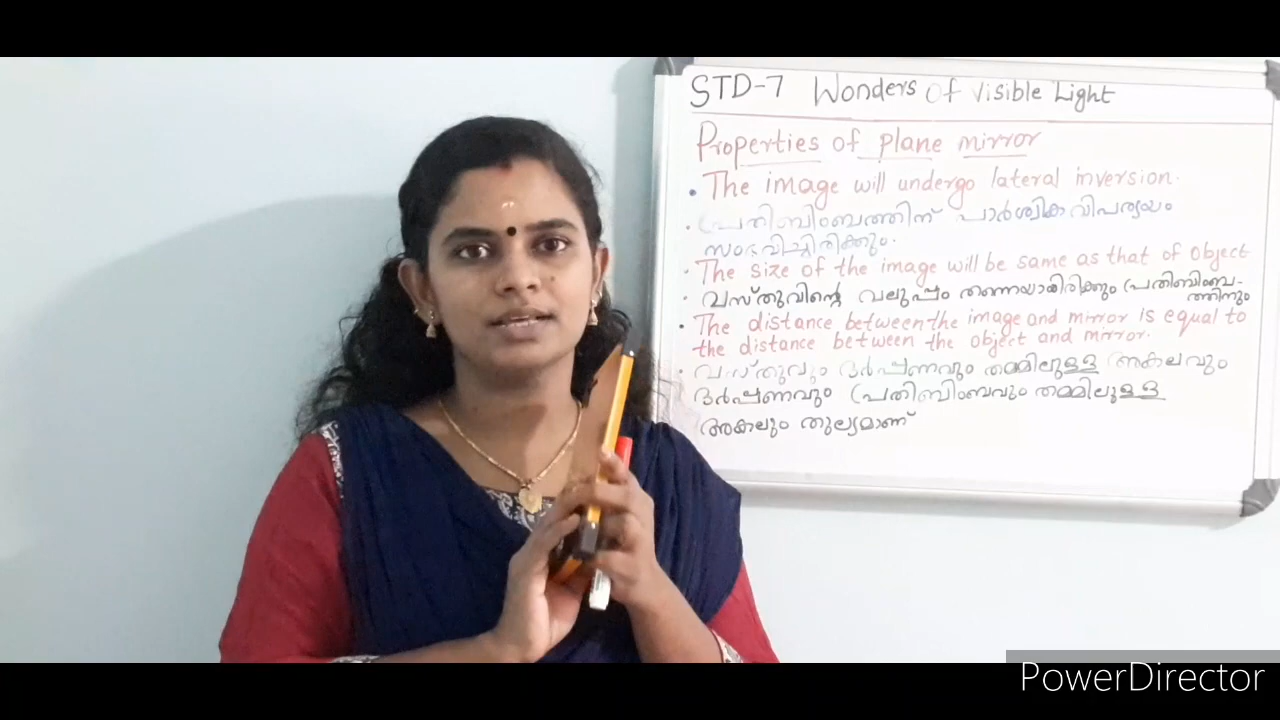 STD-7 Wonders Of Visible Light
Properties of plane mirror
• The image will undergo lateral inversion.
• പ്രതിബിംബത്തിന് പാർശ്വിക വിപര്യയം
സംഭവിച്ചിരിക്കും.
• The size of the image will be same as that of object
• വസ്തുവിന്റെ വലുപ്പം തന്നെയായിരിക്കും പ്രതിബിംബ-
ത്തിനും
• The distance between the image and mirror is equal to
the distance between the object and mirror.
• വസ്തുവും ദർപ്പണവും തമ്മിലുള്ള അകലവും
ദർപ്പണവും പ്രതിബിംബവും തമ്മിലുള്ള
അകലും തുല്യമാണ്
PowerDirector